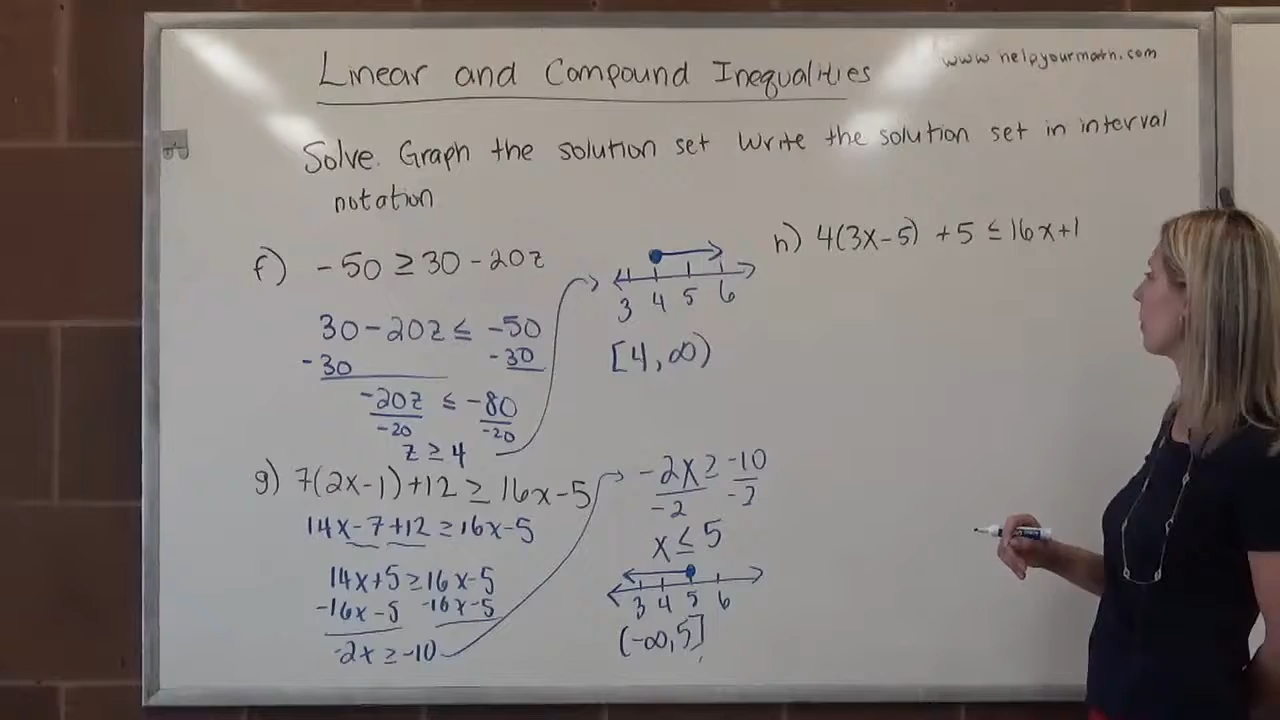 Linear and Compound Inequalities
www helpyourmath.com
Solve. Graph the solution set Write the solution set in interval
notation
f) -50 ≥ 30 - 20z
30 - 20z ≤ -50
-30 -30
-20z ≤ -80
-20 -20
z ≥ 4
3 4 5 6
[4, ∞)
g) 7(2x-1) + 12 ≥ 16x - 5
14x - 7 + 12 ≥ 16x - 5
14x + 5 ≥ 16x - 5
-16x - 5 -16x - 5
-2x ≥ -10
-2x ≥ -10
-2 -2
x ≤ 5
3 4 5 6
(-∞, 5]
h) 4(3x-5) + 5 ≤ 16x + 1